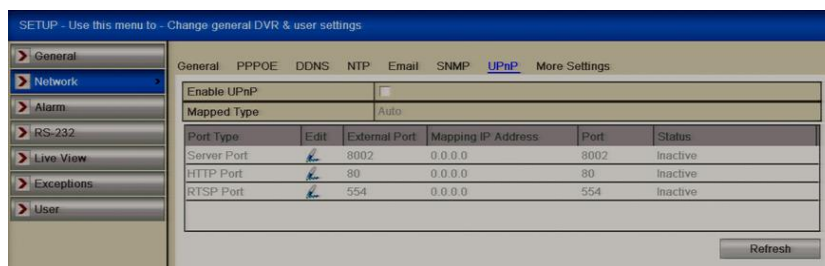 SETUP - Use this menu to - Change general DVR & user settings
General
Network
Alarm
RS-232
Live View
Exceptions
User
General PPPOE DDNS NTP Email SNMP UPnP More Settings
Enable UPnP
Mapped Type Auto
Port Type Edit External Port Mapping IP Address Port Status
Server Port 8002 0.0.0.0 8002 Inactive
HTTP Port 80 0.0.0.0 80 Inactive
RTSP Port 554 0.0.0.0 554 Inactive
Refresh